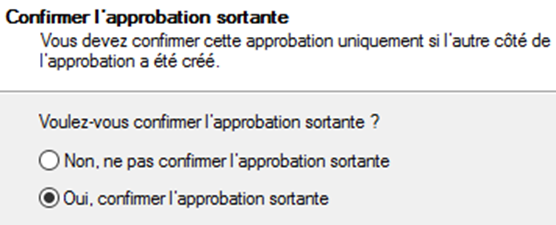 Confirmer l'approbation sortante
Vous devez confirmer cette approbation uniquement si l'autre côté de
l'approbation a été créé.
Voulez-vous confirmer l'approbation sortante ?
Non, ne pas confirmer l'approbation sortante
Oui, confirmer l'approbation sortante